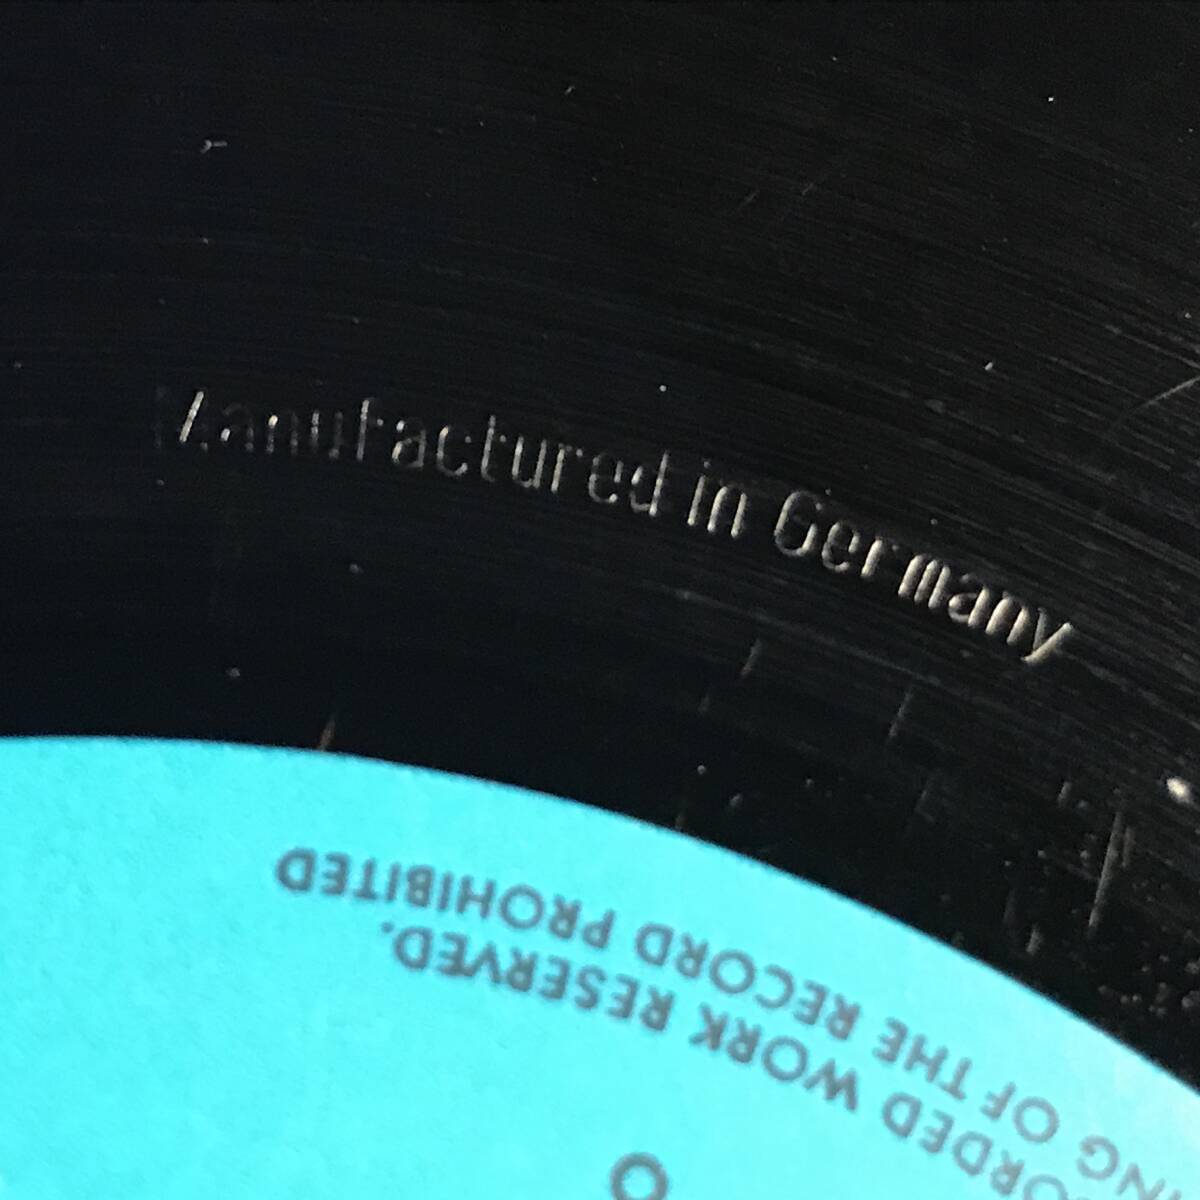 Manufactured in Germany
ORDED WORK RESERVED.
ING OF THE RECORD PROHIBITED
O